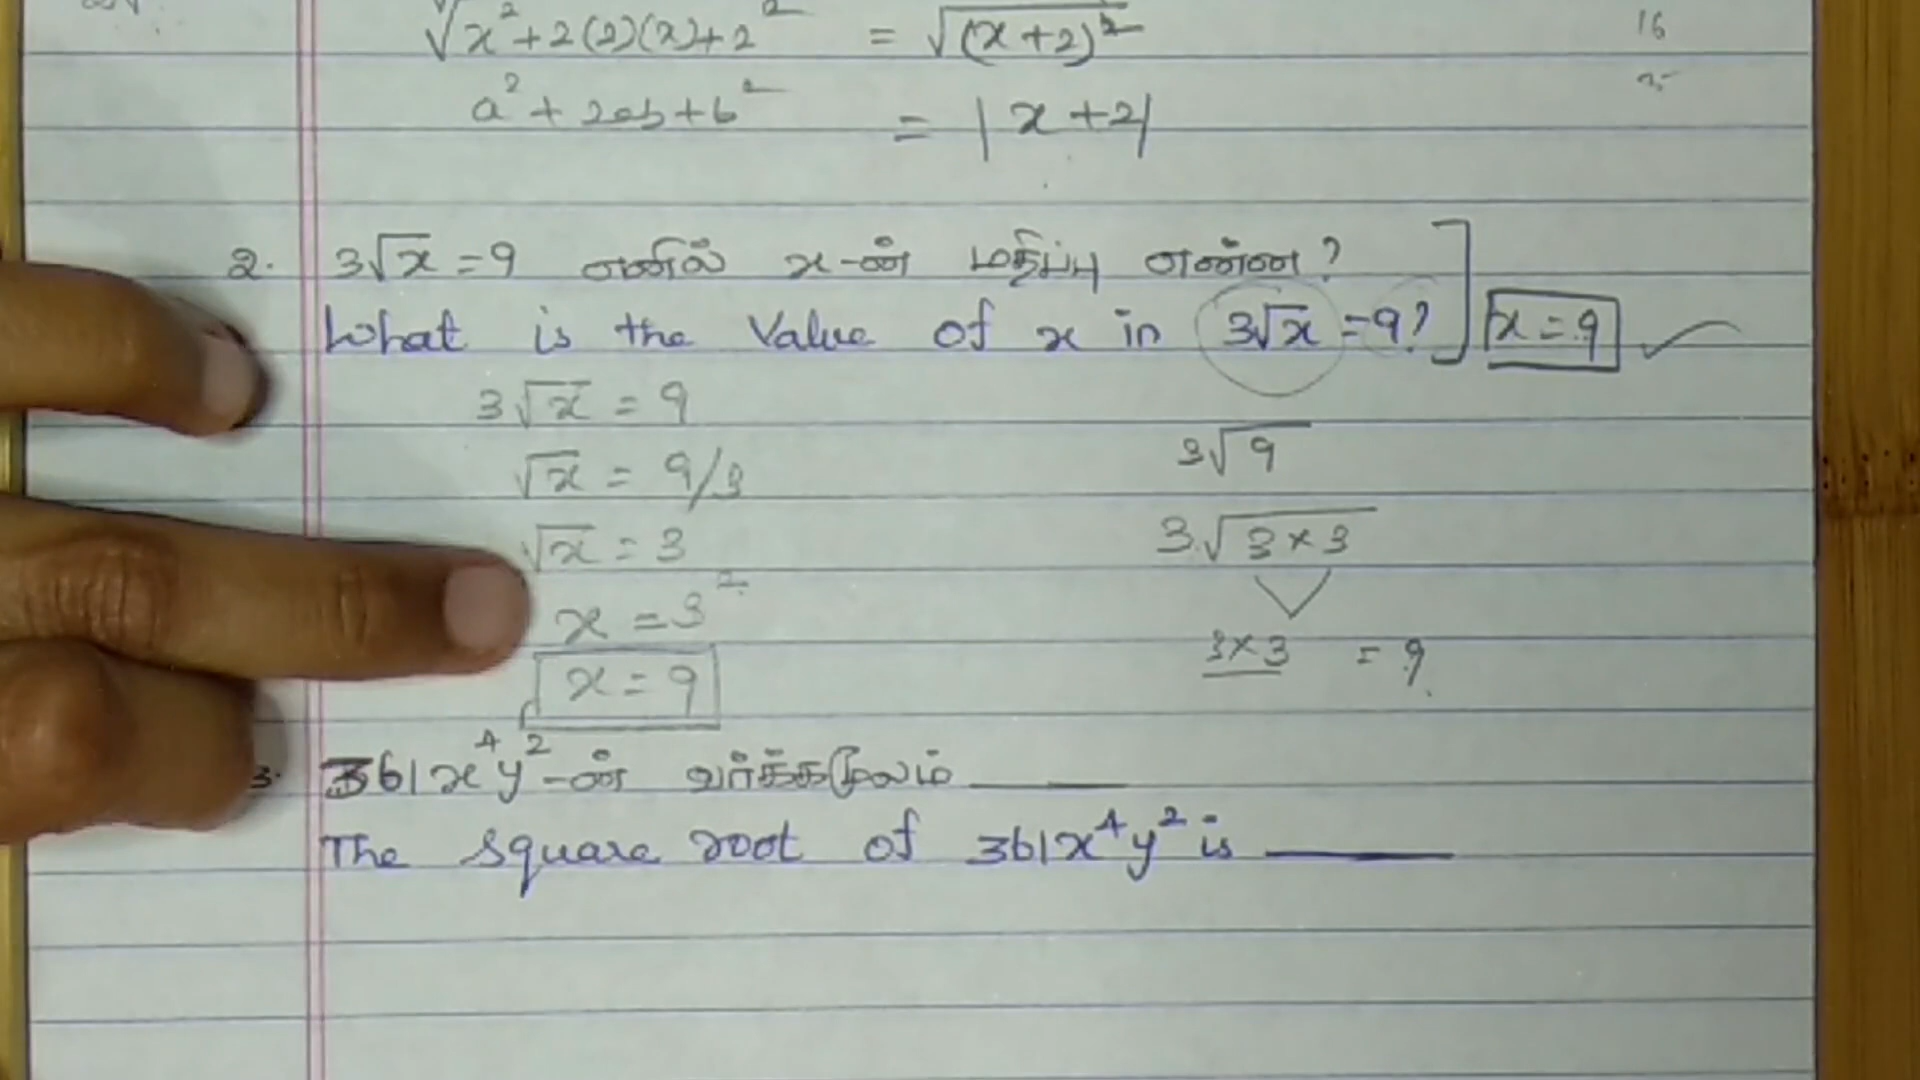 √x²+2(2)(x)+2² = √(x+2)²
16
a²+2ab+b² = |x+2|
2. 3√x=9 எனில் x-ன் மதிப்பு என்ன?
What is the Value of x in 3√x=9? x=9
3√x = 9
3√9
√x = 9/3
√x = 3
3√3×3
x = 3²
3×3 = 9
x = 9
3. 361x⁴y²-ன் வர்க்கமூலம் ____
The square root of 361x⁴y² is ____